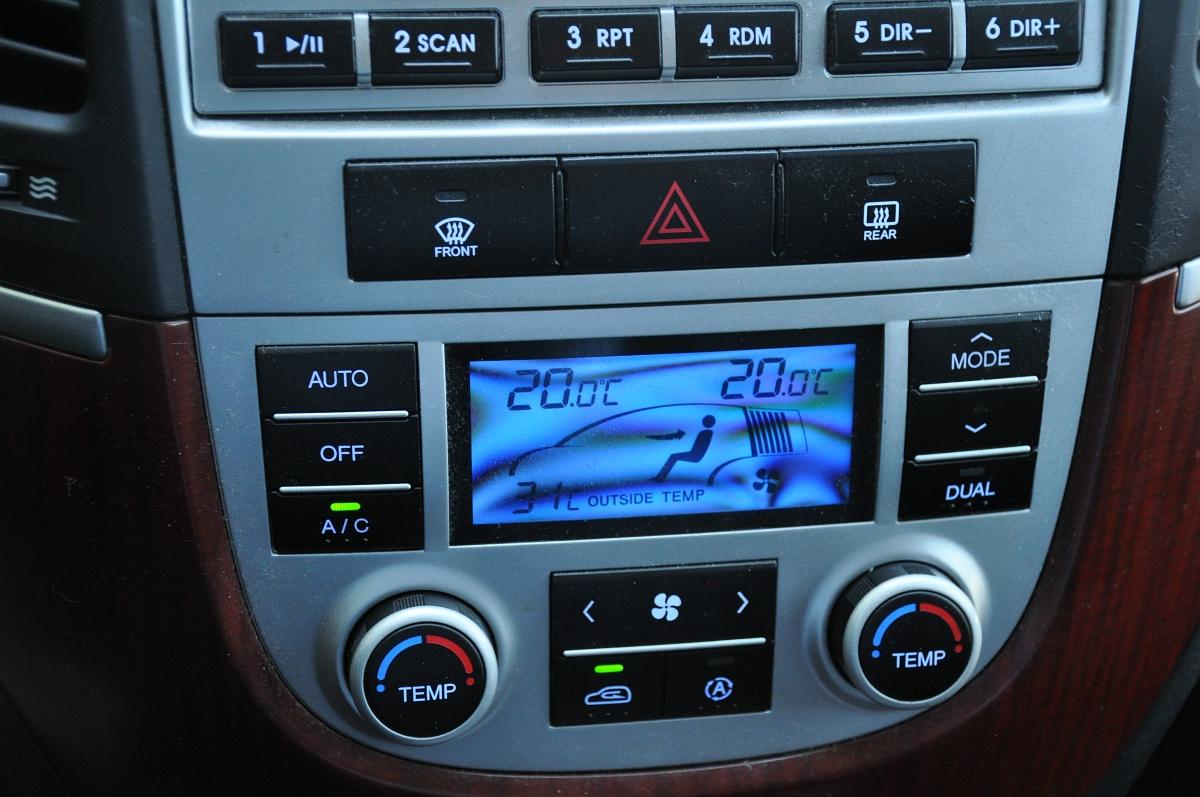 1 ▶/II 2 SCAN 3 RPT 4 RDM 5 DIR− 6 DIR+
FRONT REAR
AUTO
OFF
A/C
20.0℃ 20.0℃
OUTSIDE TEMP
MODE
DUAL
TEMP
A
TEMP